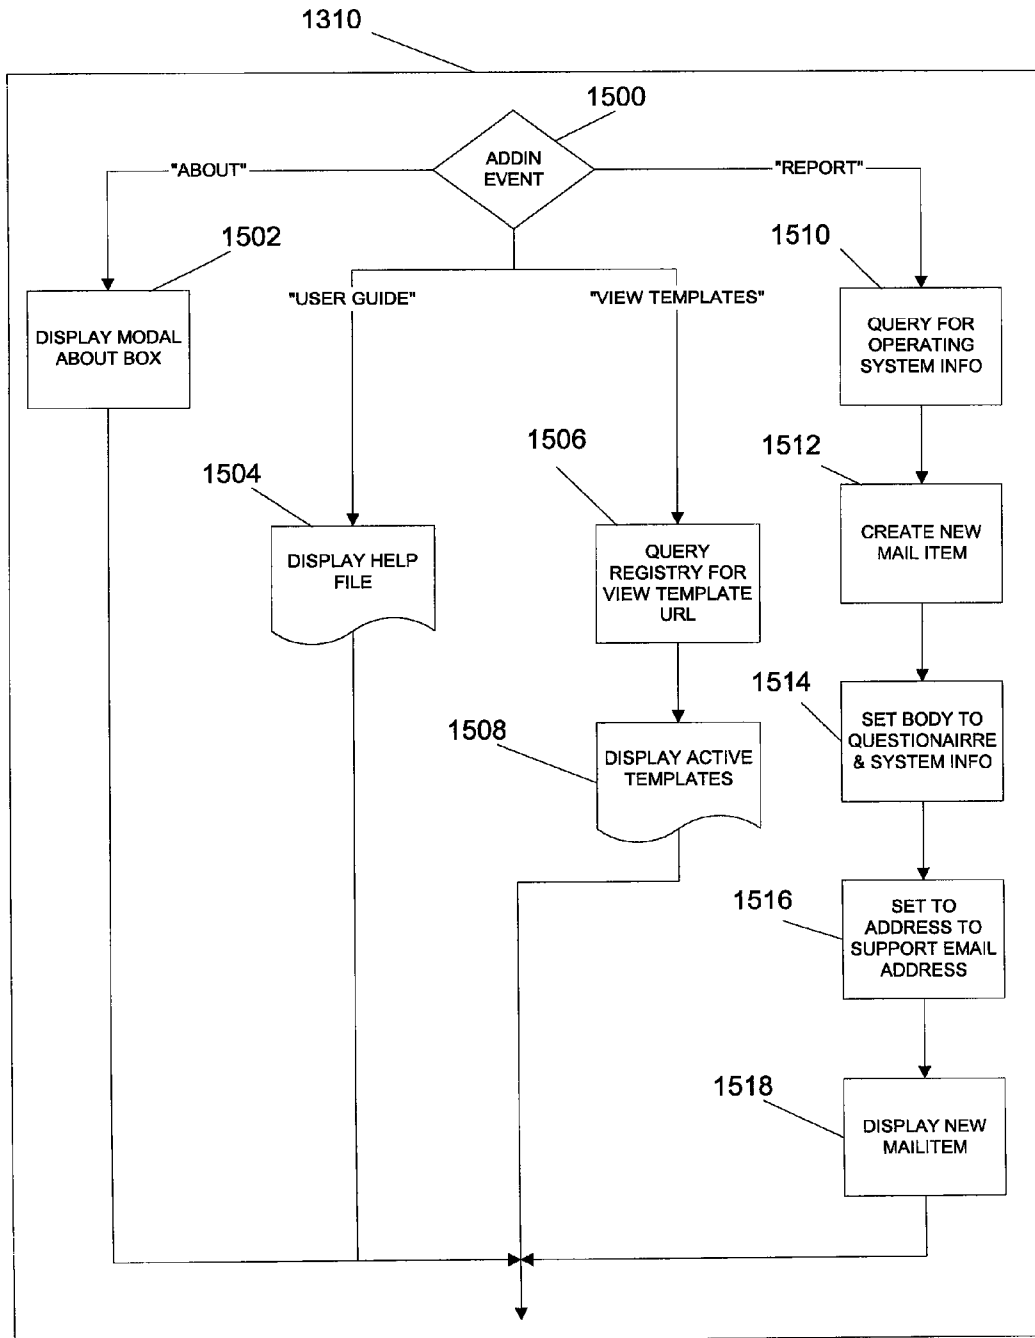 1310
1500
ADDIN
EVENT
"ABOUT"
"REPORT"
1502
1510
"USER GUIDE"
"VIEW TEMPLATES"
DISPLAY MODAL
ABOUT BOX
QUERY FOR
OPERATING
SYSTEM INFO
1504
1506
1512
DISPLAY HELP
FILE
QUERY
REGISTRY FOR
VIEW TEMPLATE
URL
CREATE NEW
MAIL ITEM
1508
1514
DISPLAY ACTIVE
TEMPLATES
SET BODY TO
QUESTIONAIRRE
& SYSTEM INFO
1516
SET TO
ADDRESS TO
SUPPORT EMAIL
ADDRESS
1518
DISPLAY NEW
MAILITEM